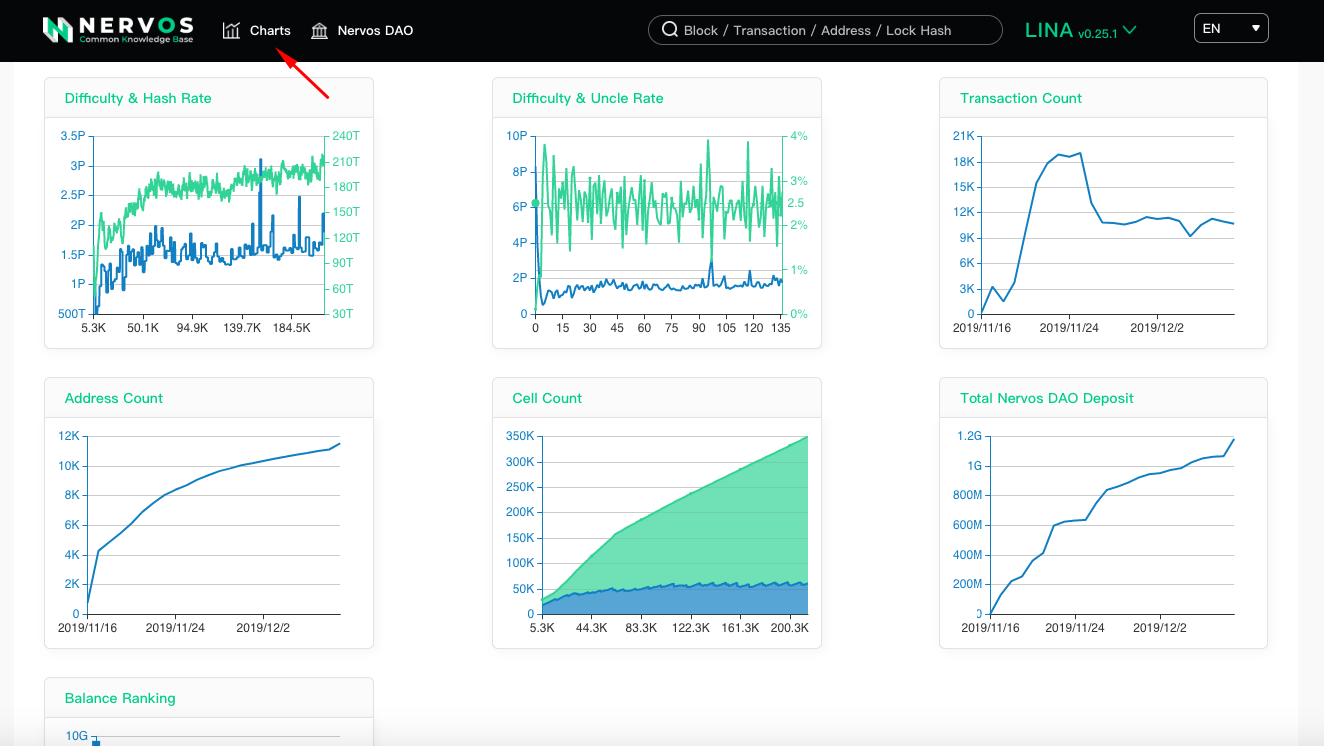 NERVOS
Common Knowledge Base
Charts
Nervos DAO
Block / Transaction / Address / Lock Hash
LINA v0.25.1
EN
Difficulty & Hash Rate
3.5P
3P
2.5P
2P
1.5P
1P
500T
240T
210T
180T
150T
120T
90T
60T
30T
5.3K 50.1K 94.9K 139.7K 184.5K
Difficulty & Uncle Rate
10P
8P
6P
4P
2P
0
4%
3%
2.5
2%
1%
0%
0 15 30 45 60 75 90 105 120 135
Transaction Count
21K
18K
15K
12K
9K
6K
3K
0
2019/11/16 2019/11/24 2019/12/2
Address Count
12K
10K
8K
6K
4K
2K
0
2019/11/16 2019/11/24 2019/12/2
Cell Count
350K
300K
250K
200K
150K
100K
50K
0
5.3K 44.3K 83.3K 122.3K 161.3K 200.3K
Total Nervos DAO Deposit
1.2G
1G
800M
600M
400M
200M
0
2019/11/16 2019/11/24 2019/12/2
Balance Ranking
10G